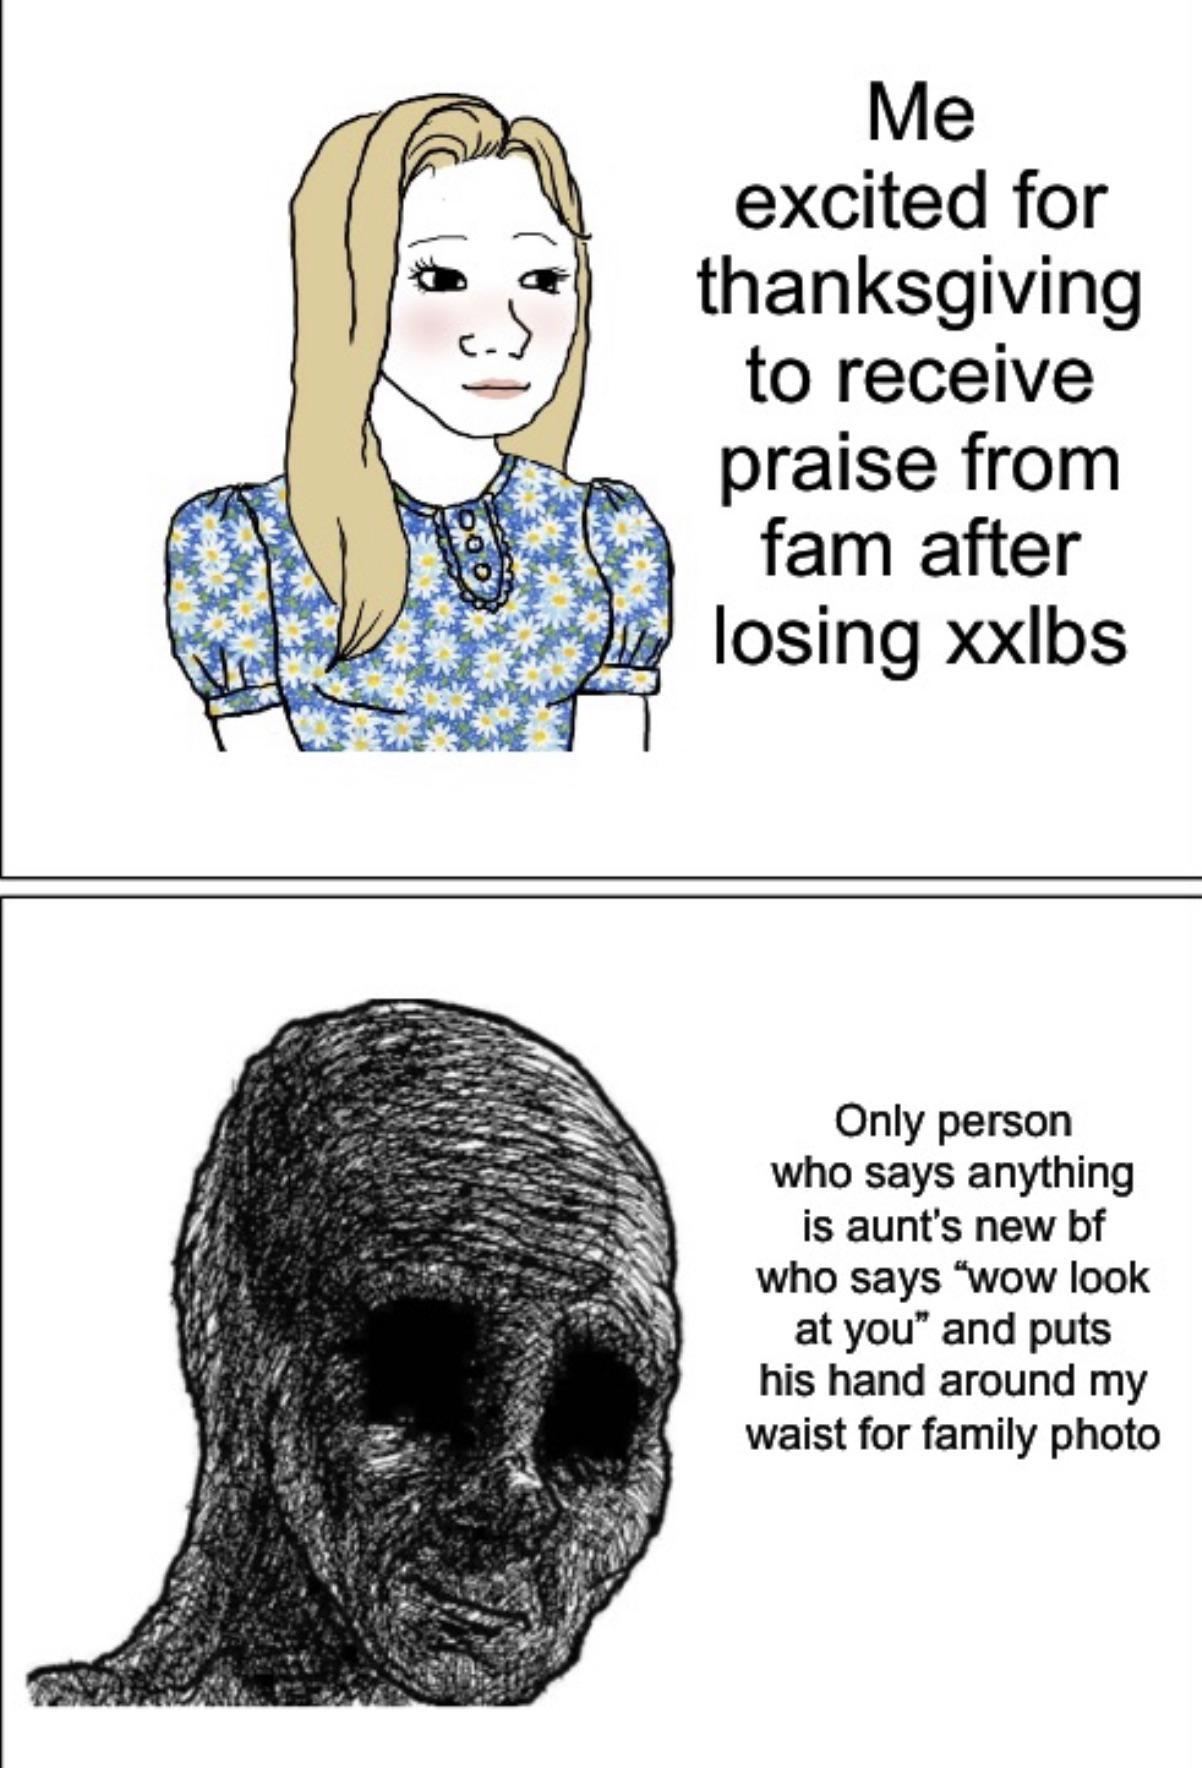 Me
excited for
thanksgiving
to receive
praise from
fam after
losing xxlbs
Only person
who says anything
is aunt's new bf
who says “wow look
at you” and puts
his hand around my
waist for family photo